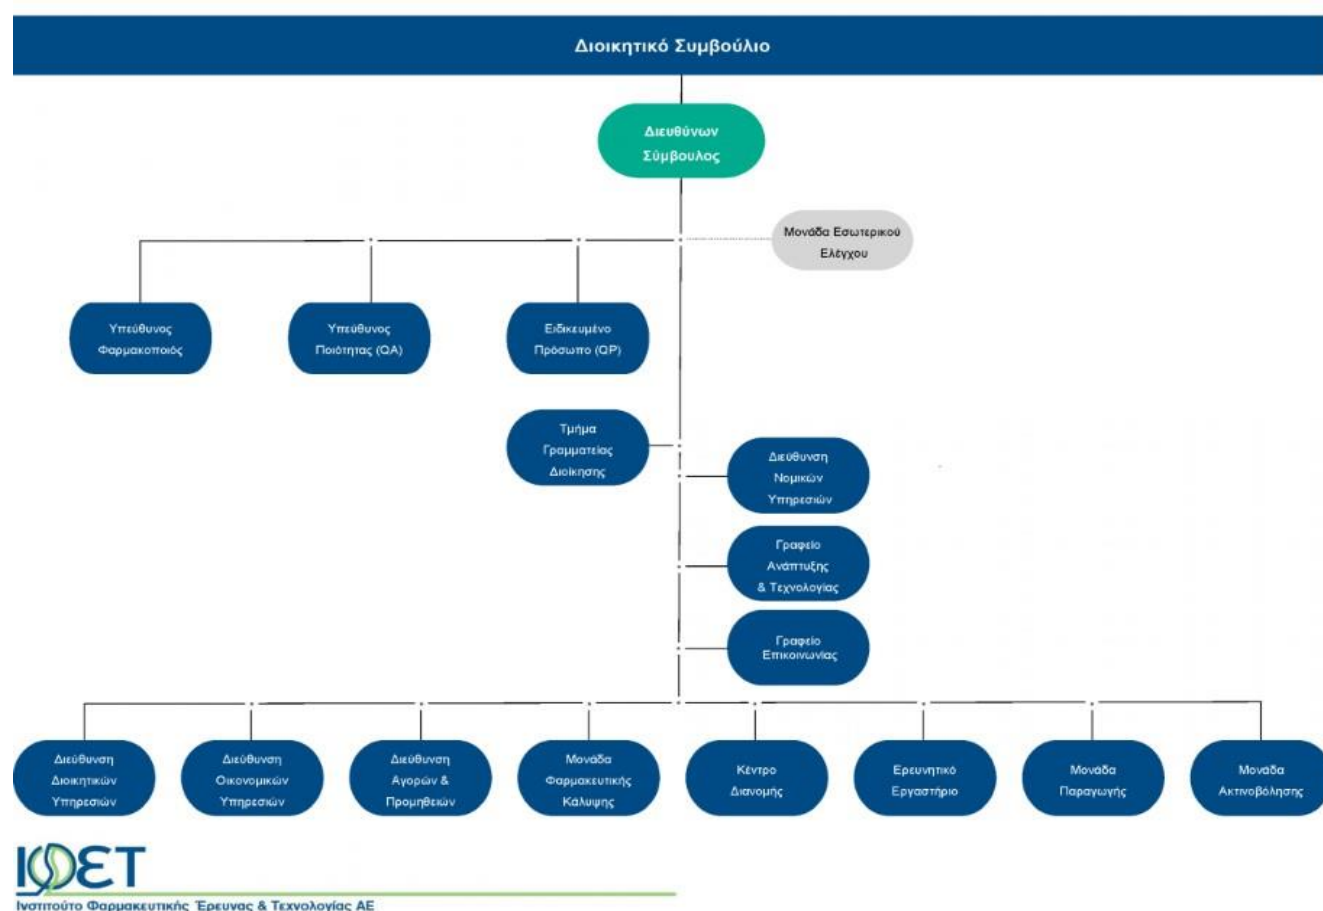 Διοικητικό Συμβούλιο
Διευθύνων
Σύμβουλος
Μονάδα Εσωτερικού
Ελέγχου
Υπεύθυνος
Φαρμακοποιός
Υπεύθυνος
Ποιότητας (QA)
Ειδικευμένο
Πρόσωπο (QP)
Τμήμα
Γραμματείας
Διοίκησης
Διεύθυνση
Νομικών
Υπηρεσιών
Γραφείο
Ανάπτυξης
& Τεχνολογίας
Γραφείο
Επικοινωνίας
Διεύθυνση
Διοικητικών
Υπηρεσιών
Διεύθυνση
Οικονομικών
Υπηρεσιών
Διεύθυνση
Αγορών &
Προμηθειών
Μονάδα
Φαρμακευτικής
Κάλυψης
Κέντρο
Διανομής
Ερευνητικό
Εργαστήριο
Μονάδα
Παραγωγής
Μονάδα
Ακτινοβόλησης
ΙΦΕΤ
Ινστιτούτο Φαρμακευτικής Έρευνας & Τεχνολογίας ΑΕ